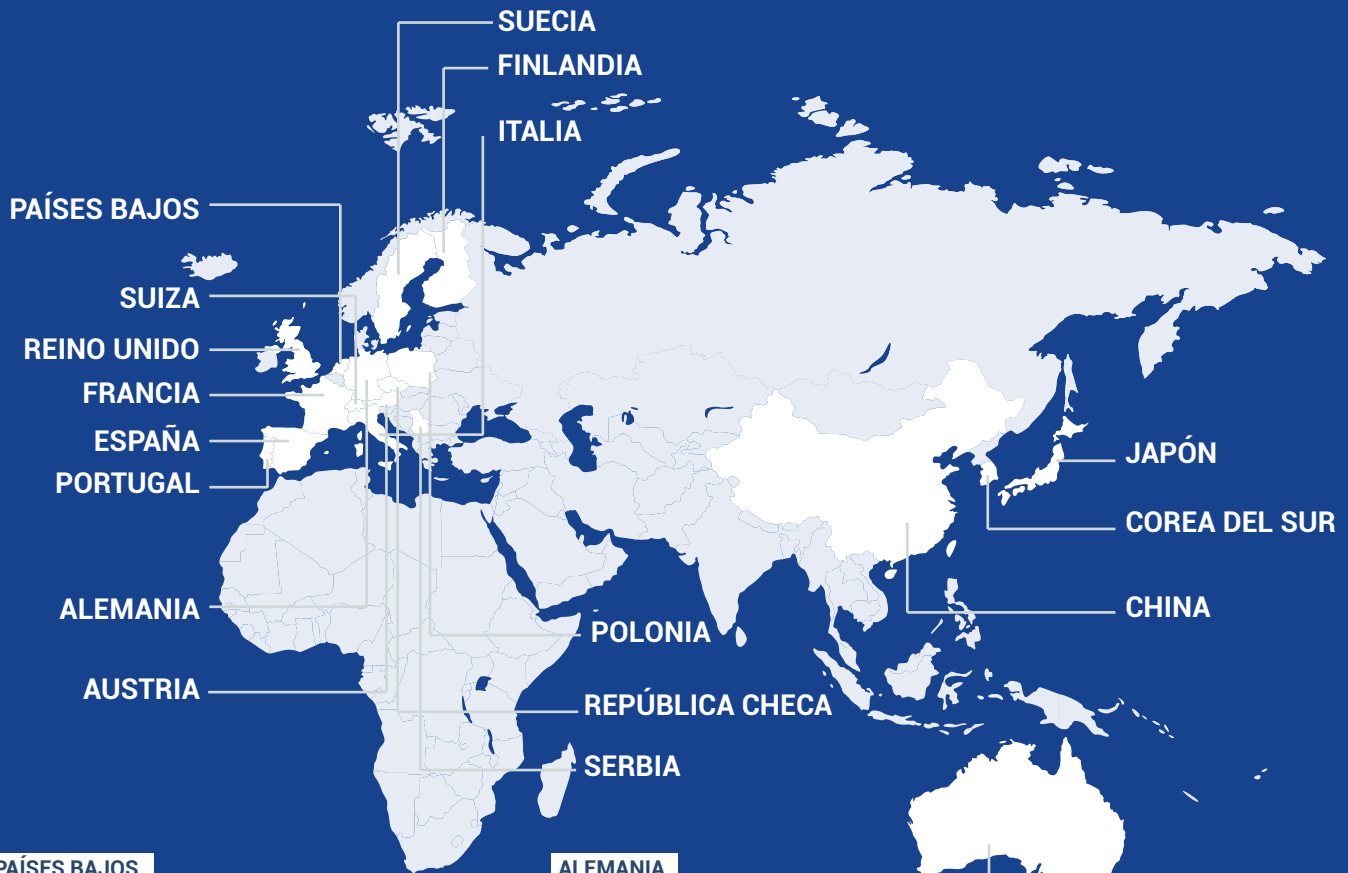 SUECIA
FINLANDIA
ITALIA
PAÍSES BAJOS
SUIZA
REINO UNIDO
FRANCIA
ESPAÑA
PORTUGAL
JAPÓN
COREA DEL SUR
CHINA
ALEMANIA
POLONIA
AUSTRIA
REPÚBLICA CHECA
SERBIA
PAÍSES BAJOS
ALEMANIA